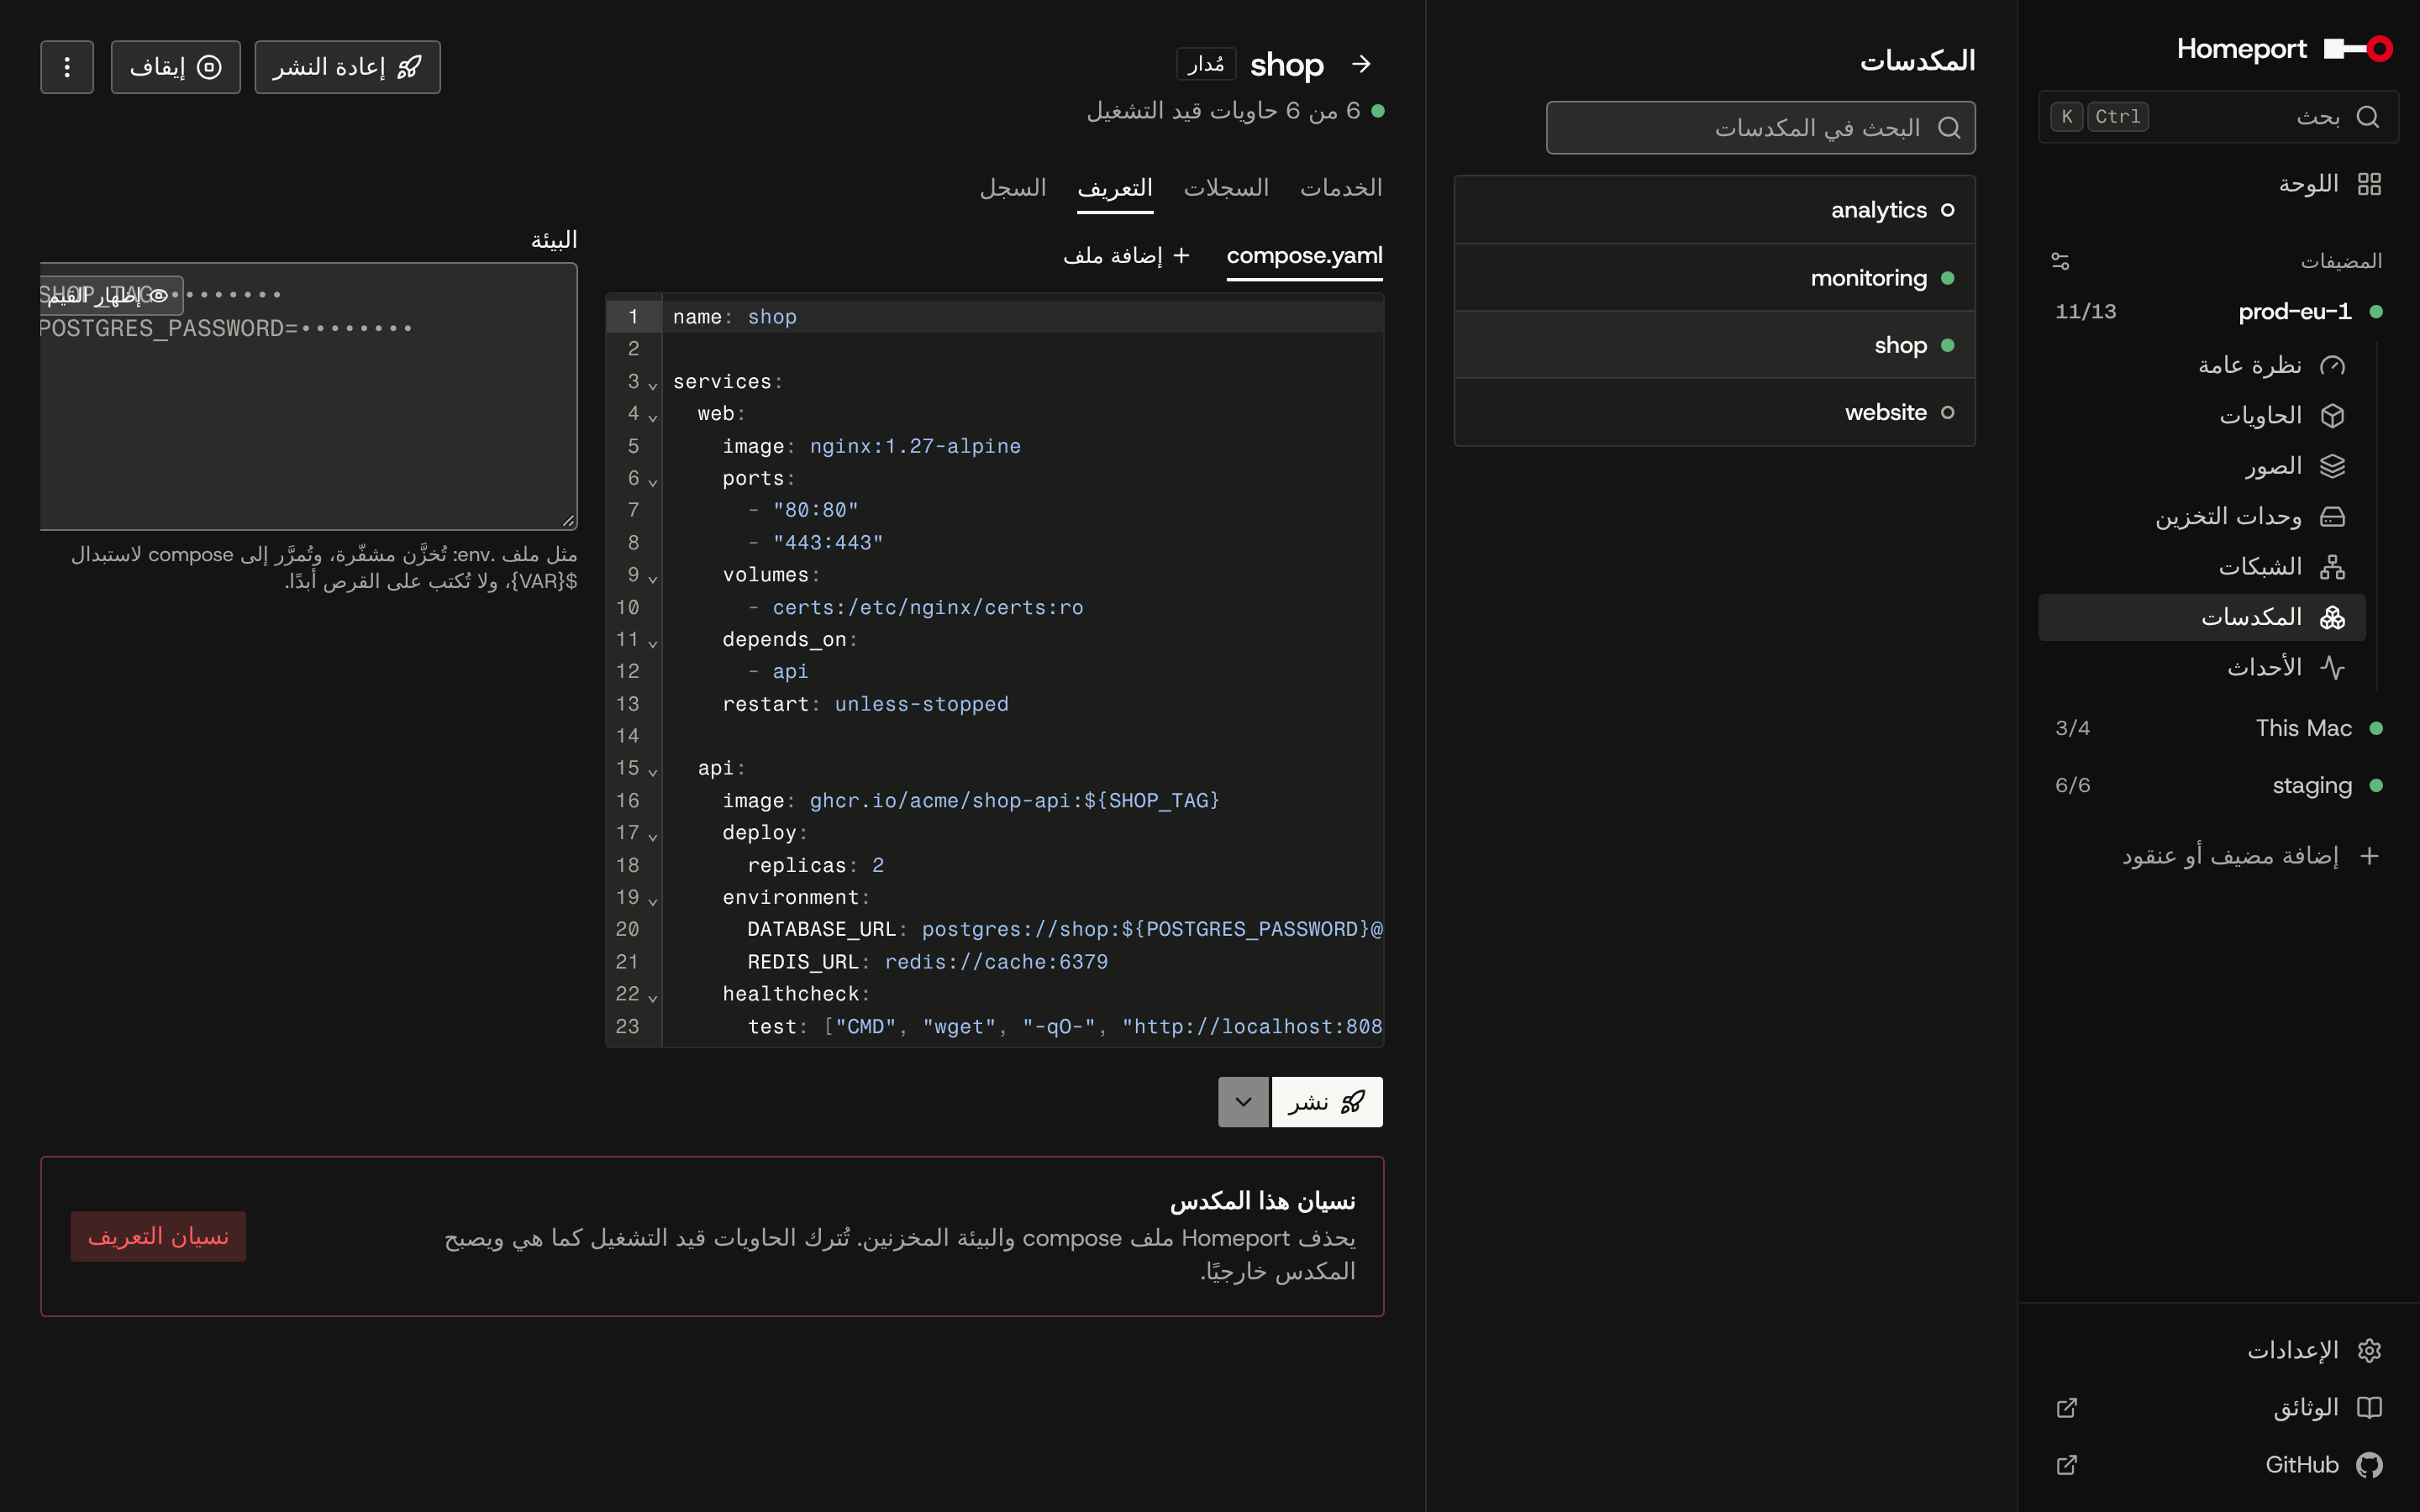 Homeport
بحث
Ctrl K
اللوحة
المضيفات
prod-eu-1 11/13
نظرة عامة
الحاويات
الصور
وحدات التخزين
الشبكات
المكدسات
الأحداث
This Mac 3/4
staging 6/6
إضافة مضيف أو عنقود
الإعدادات
الوثائق
GitHub
المكدسات
البحث في المكدسات
analytics
monitoring
shop
website
shop مُدار
6 من 6 حاويات قيد التشغيل
إعادة النشر
إيقاف
الخدمات السجلات التعريف السجل
compose.yaml
إضافة ملف
1 name: shop
2
3 services:
4 web:
5 image: nginx:1.27-alpine
6 ports:
7 - "80:80"
8 - "443:443"
9 volumes:
10 - certs:/etc/nginx/certs:ro
11 depends_on:
12 - api
13 restart: unless-stopped
14
15 api:
16 image: ghcr.io/acme/shop-api:${SHOP_TAG}
17 deploy:
18 replicas: 2
19 environment:
20 DATABASE_URL: postgres://shop:${POSTGRES_PASSWORD}@
21 REDIS_URL: redis://cache:6379
22 healthcheck:
23 test: ["CMD", "wget", "-qO-", "http://localhost:808
البيئة
إظهار القيم
SHOP_TAG=••••••••
POSTGRES_PASSWORD=••••••••
مثل ملف .env: تُخزَّن مشفّرة، وتُمرَّر إلى compose لاستبدال
${VAR}، ولا تُكتب على القرص أبدًا.
نشر
نسيان هذا المكدس
يحذف Homeport ملف compose والبيئة المخزنين. تُترك الحاويات قيد التشغيل كما هي ويصبح
المكدس خارجيًا.
نسيان التعريف